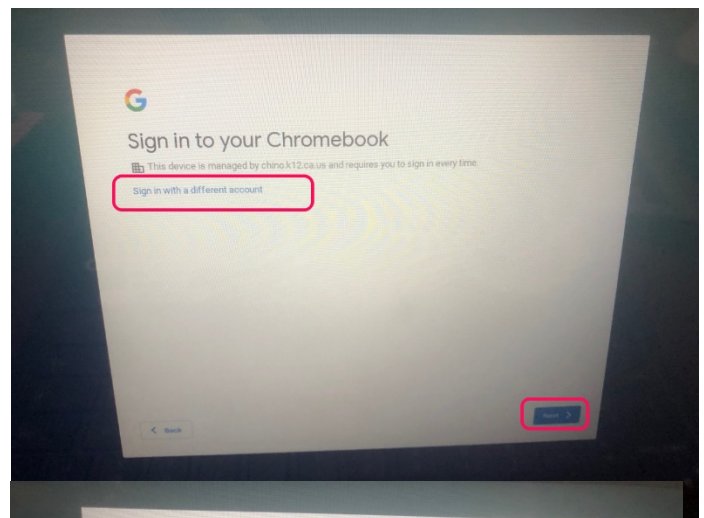 G
Sign in to your Chromebook
This device is managed by chino.k12.ca.us and requires you to sign in every time.
Sign in with a different account
< Back
Next >